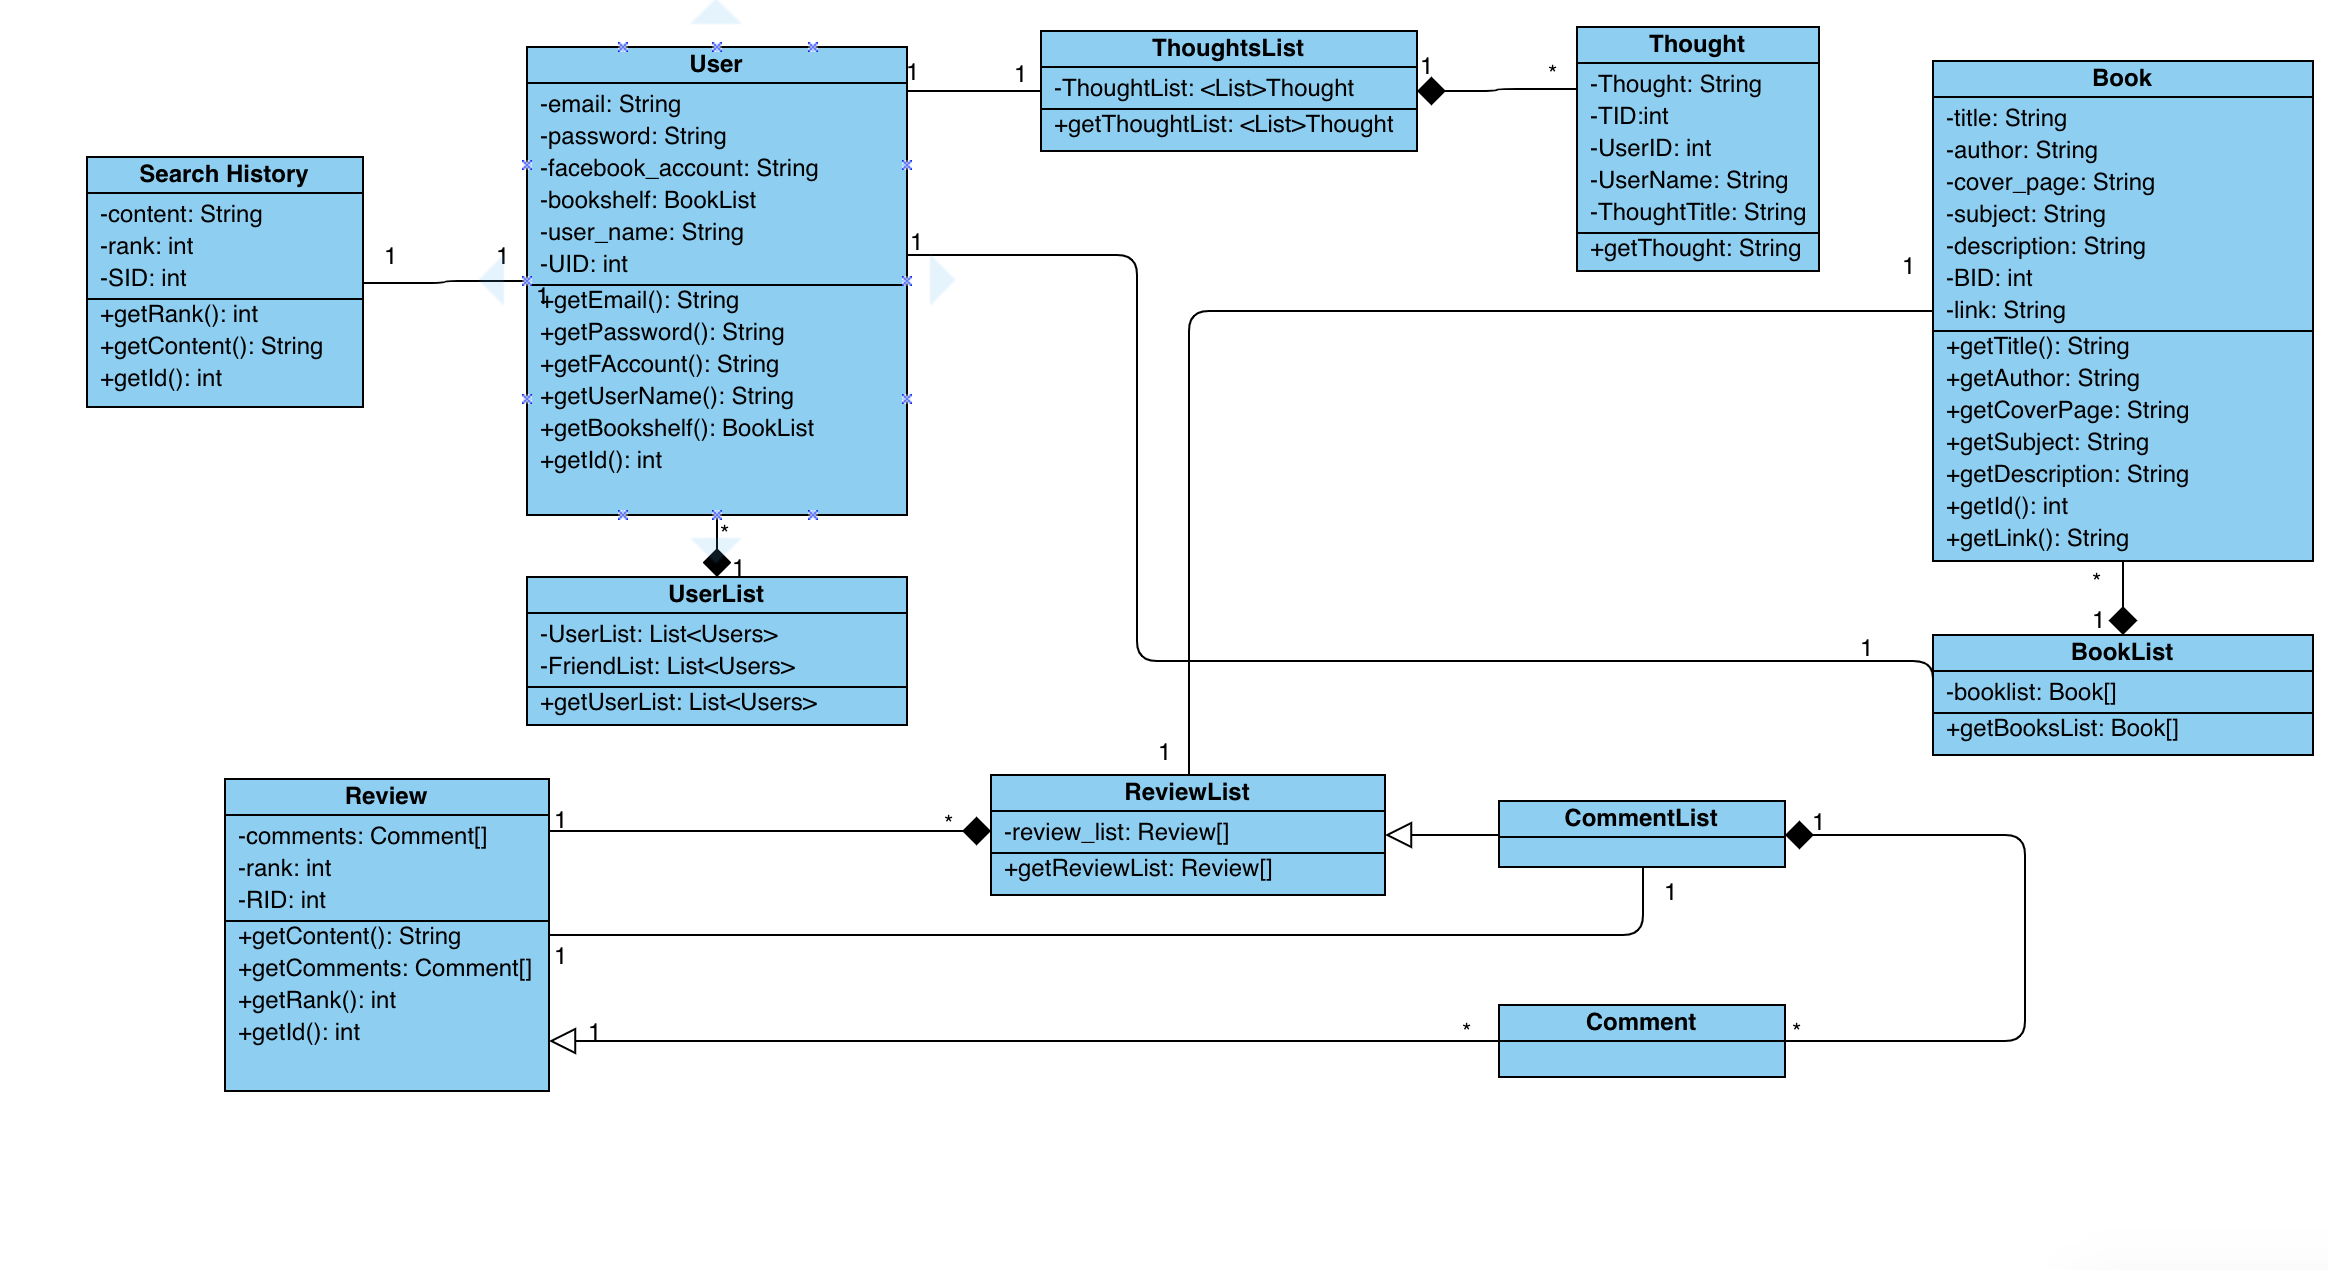 User
-email: String
-password: String
-facebook_account: String
-bookshelf: BookList
-user_name: String
-UID: int
+getEmail(): String
+getPassword(): String
+getFAccount(): String
+getUserName(): String
+getBookshelf(): BookList
+getId(): int
1
1
1
1
1
1
*
1
ThoughtsList
-ThoughtList: <List>Thought
+getThoughtList: <List>Thought
1
*
Thought
-Thought: String
-TID:int
-UserID: int
-UserName: String
-ThoughtTitle: String
+getThought: String
Book
-title: String
-author: String
-cover_page: String
-subject: String
-description: String
-BID: int
-link: String
+getTitle(): String
+getAuthor: String
+getCoverPage: String
+getSubject: String
+getDescription: String
+getId(): int
+getLink(): String
1
*
1
Search History
-content: String
-rank: int
-SID: int
+getRank(): int
+getContent(): String
+getId(): int
UserList
-UserList: List<Users>
-FriendList: List<Users>
+getUserList: List<Users>
1
BookList
-booklist: Book[]
+getBooksList: Book[]
1
Review
-comments: Comment[]
-rank: int
-RID: int
+getContent(): String
+getComments: Comment[]
+getRank(): int
+getId(): int
1
*
ReviewList
-review_list: Review[]
+getReviewList: Review[]
CommentList
1
1
1
1
*
Comment
*